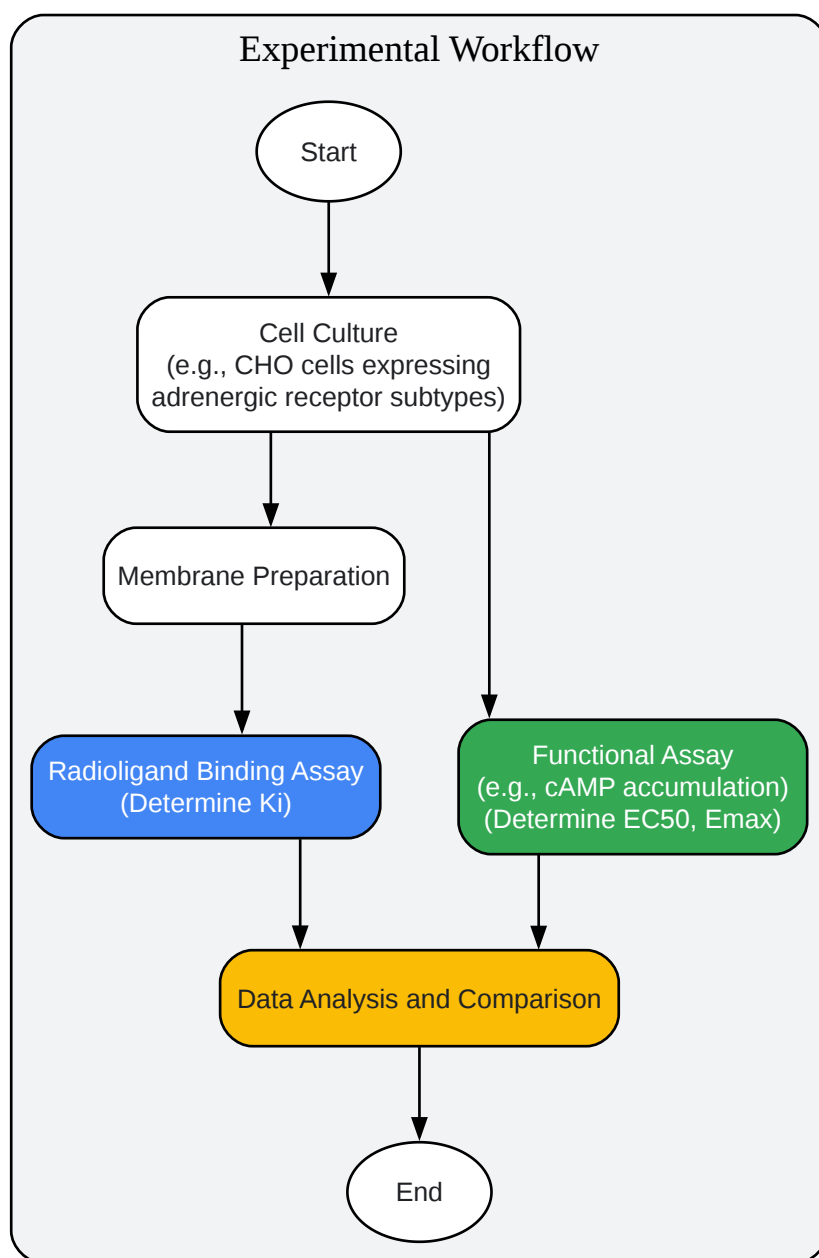 Experimental Workflow
Start
Cell Culture
(e.g., CHO cells expressing
adrenergic receptor subtypes)
Membrane Preparation
Radioligand Binding Assay
(Determine Ki)
Functional Assay
(e.g., cAMP accumulation)
(Determine EC50, Emax)
Data Analysis and Comparison
End